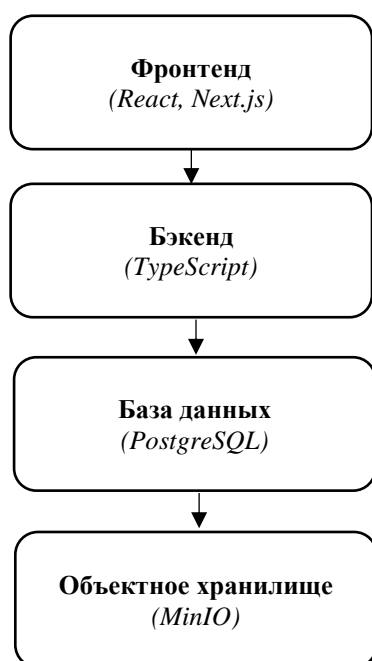 Фронтенд
(React, Next.js)
Бэкенд
(TypeScript)
База данных
(PostgreSQL)
Объектное хранилище
(MinIO)